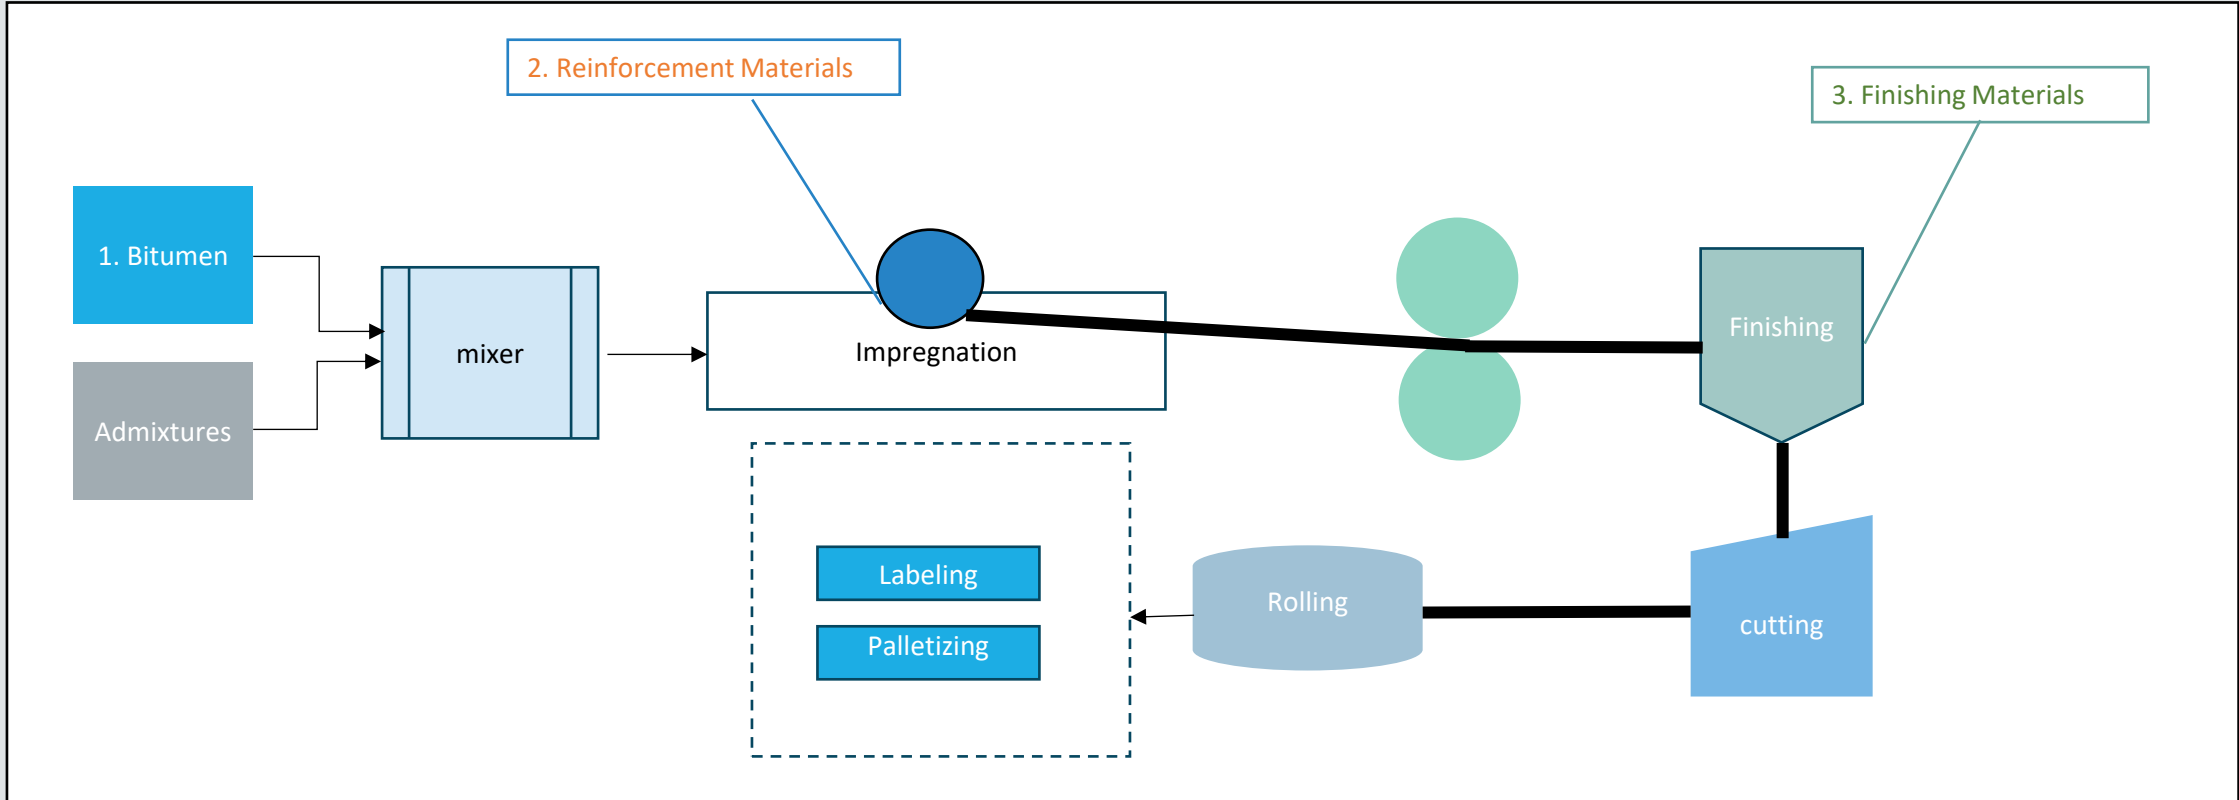 2. Reinforcement Materials
3. Finishing Materials
1. Bitumen
Admixtures
mixer
Impregnation
Finishing
Labeling
Palletizing
Rolling
cutting